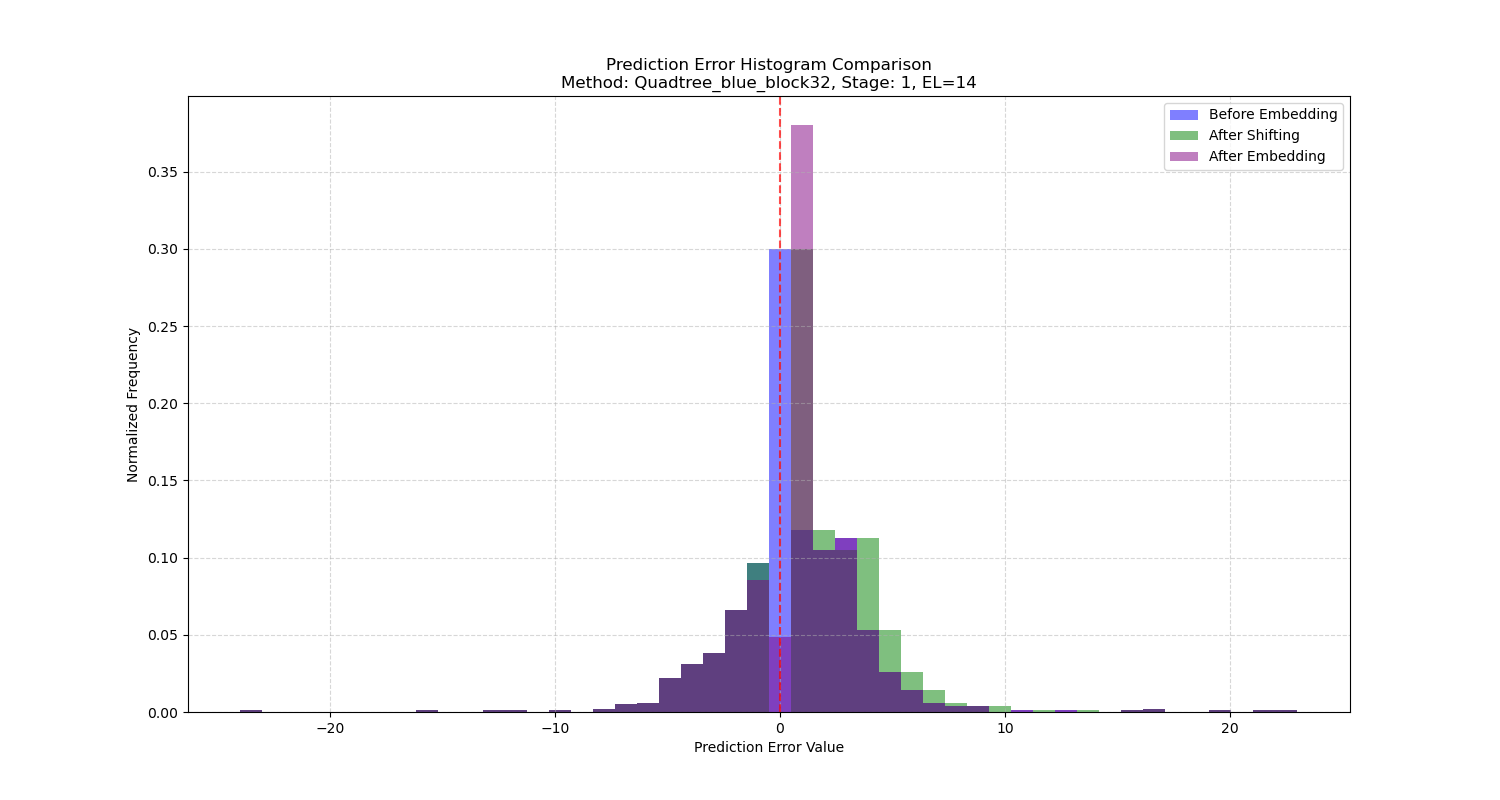 Prediction Error Histogram Comparison
Method: Quadtree_blue_block32, Stage: 1, EL=14
Before Embedding
After Shifting
After Embedding
Normalized Frequency
0.35
0.30
0.25
0.20
0.15
0.10
0.05
0.00
−20
−10
0
10
20
Prediction Error Value